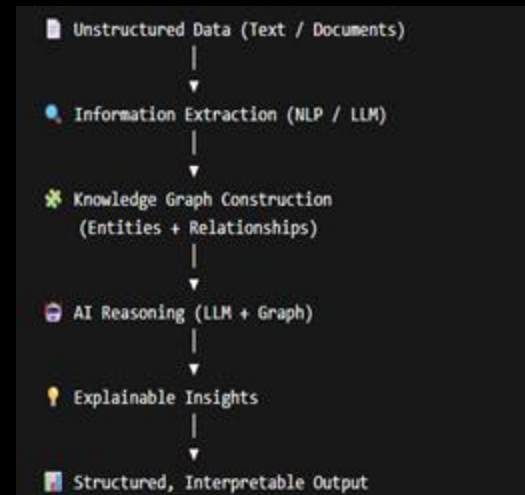 📄 Unstructured Data (Text / Documents)
🔍 Information Extraction (NLP / LLM)
🧩 Knowledge Graph Construction
(Entities + Relationships)
🤖 AI Reasoning (LLM + Graph)
💡 Explainable Insights
📊 Structured, Interpretable Output